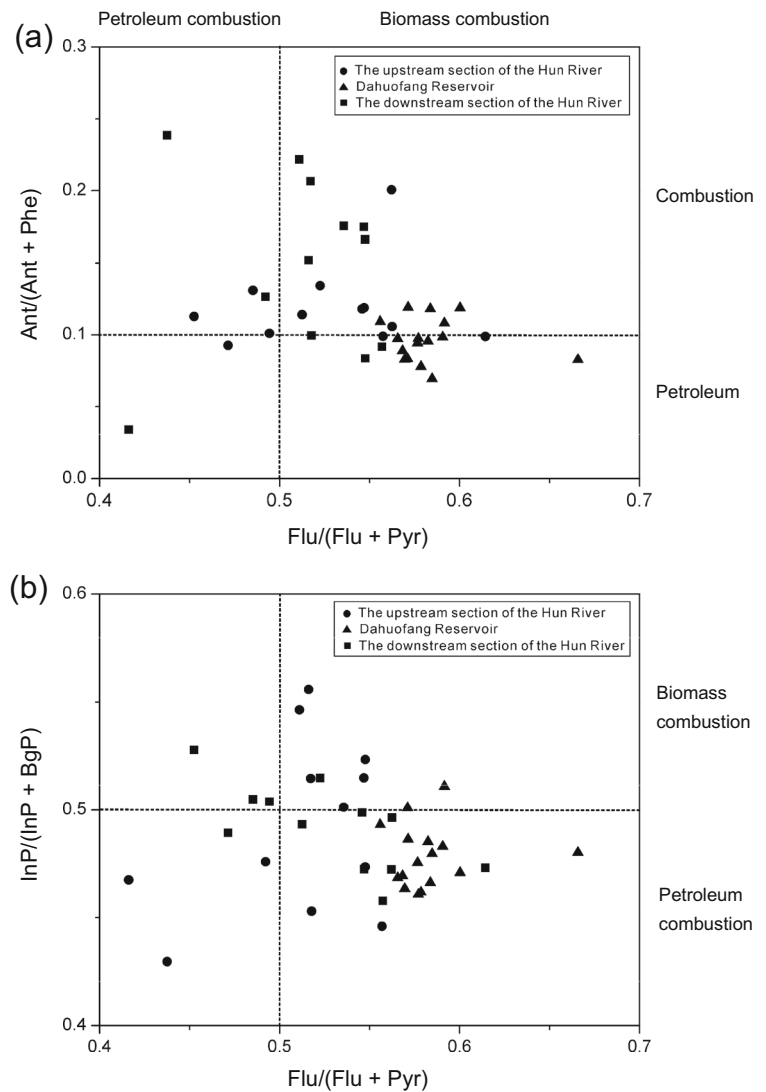 Petroleum combustion Biomass combustion
(a)
0.3
The upstream section of the Hun River
Dahuofang Reservoir
The downstream section of the Hun River
0.2
Combustion
Ant/(Ant + Phe)
0.1
Petroleum
0.0
0.4 0.5 0.6 0.7
Flu/(Flu + Pyr)
(b)
0.6
The upstream section of the Hun River
Dahuofang Reservoir
The downstream section of the Hun River
Biomass
combustion
InP/(InP + BgP)
0.5
Petroleum
combustion
0.4
0.4 0.5 0.6 0.7
Flu/(Flu + Pyr)